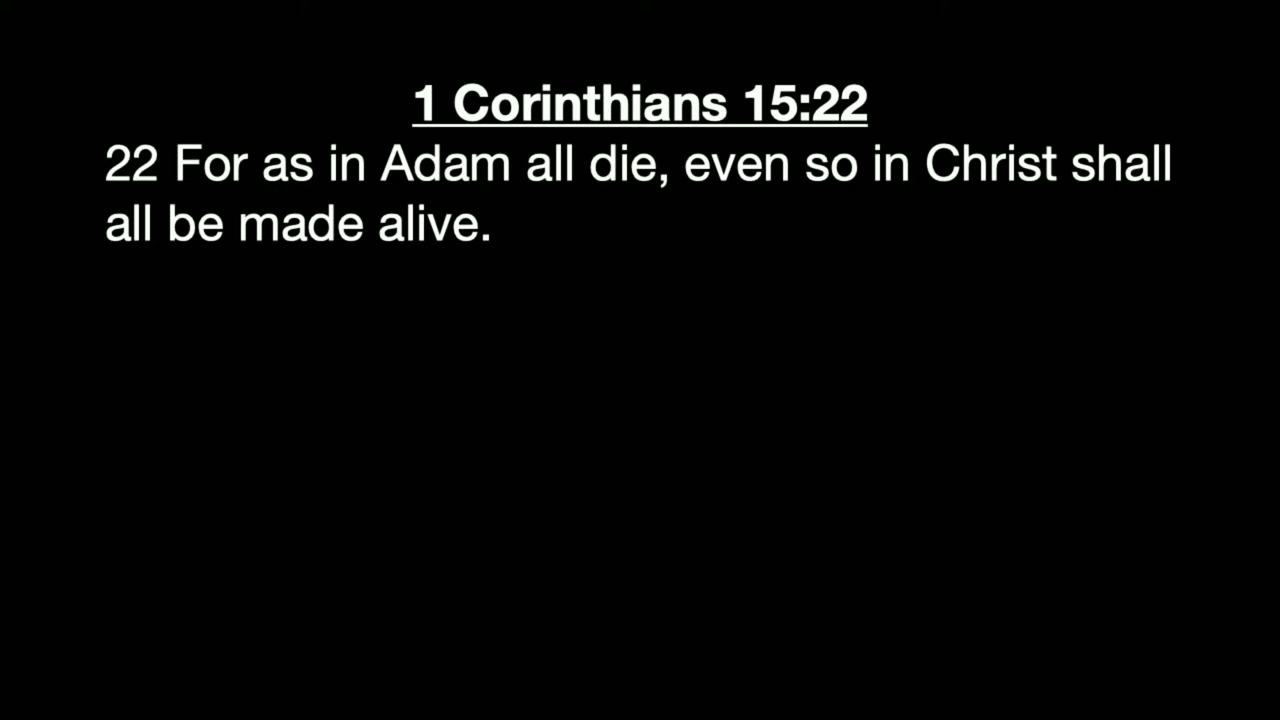 1 Corinthians 15:22
22 For as in Adam all die, even so in Christ shall
all be made alive.